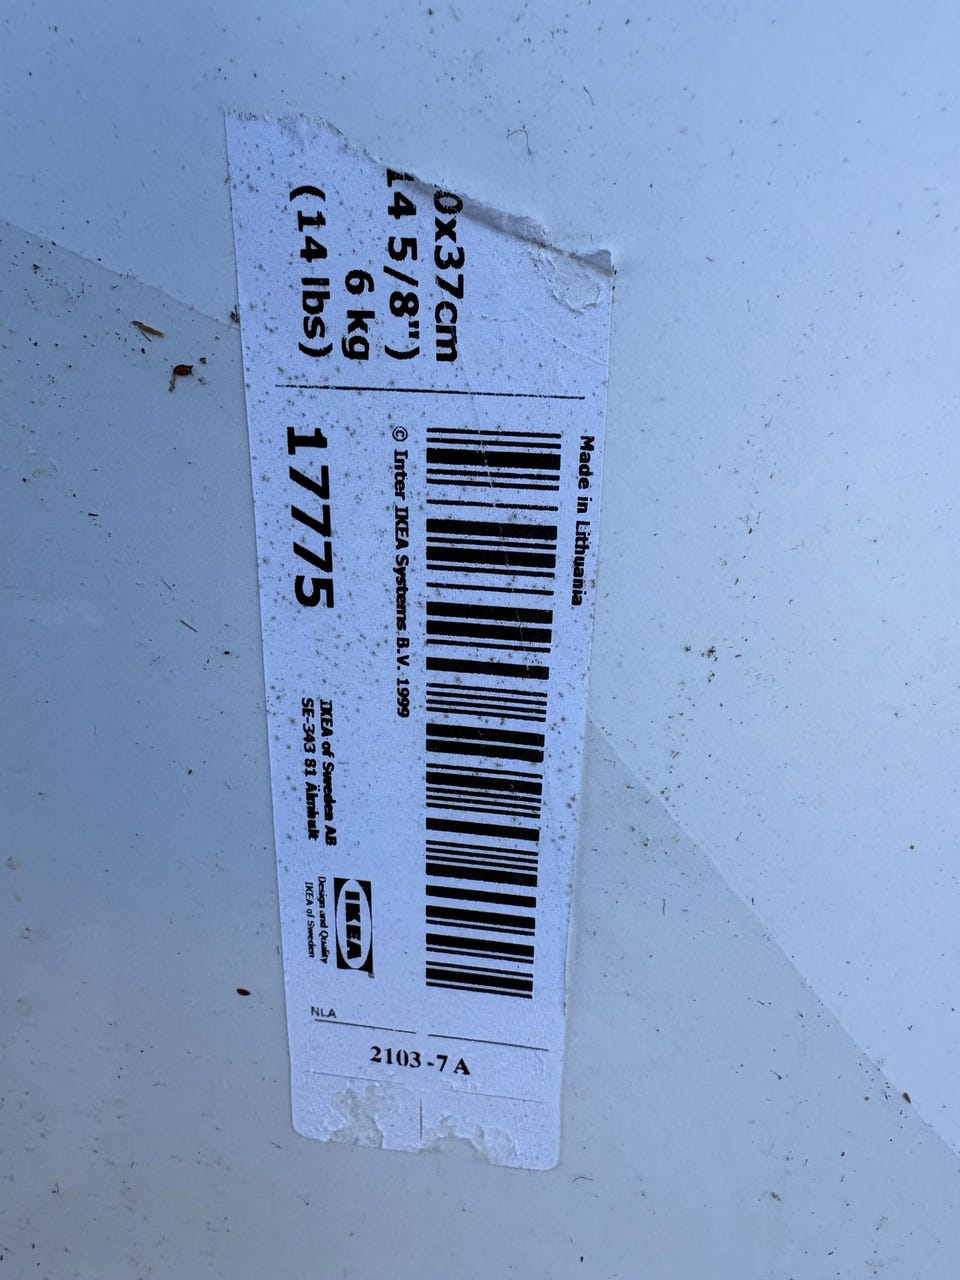 0x37cm
14 5/8")
6 kg
(14 lbs)
Made in Lithuania
© Inter IKEA Systems B.V. 1999
17775
IKEA of Sweden AB
SE-343 81 Älmhult
IKEA
Design and Quality
IKEA of Sweden
NLA
2103-7A